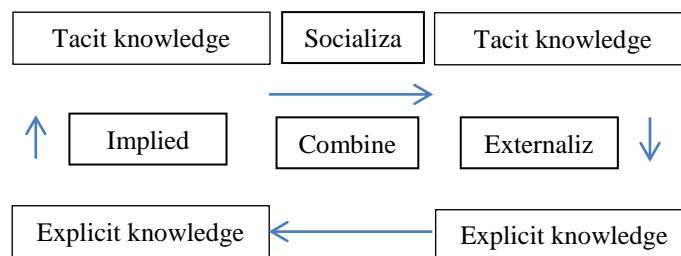 Tacit knowledge
Socializa
Tacit knowledge
Implied
Combine
Externaliz
Explicit knowledge
Explicit knowledge